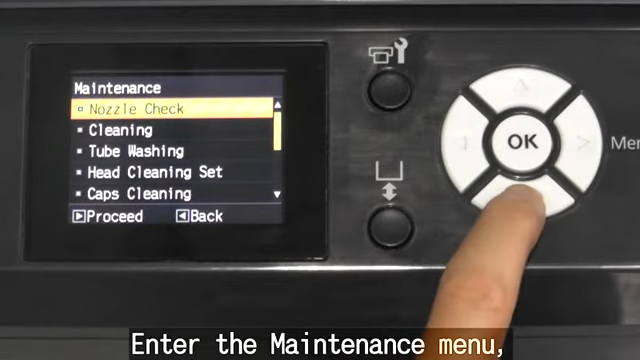 Maintenance
Nozzle Check
Cleaning
Tube Washing
Head Cleaning Set
Caps Cleaning
Proceed
Back
OK
Enter the Maintenance menu,